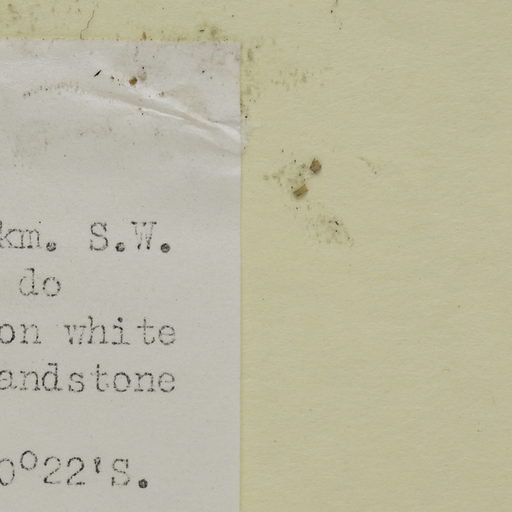 km. S.W.
do
on white
andstone
0°22'S.